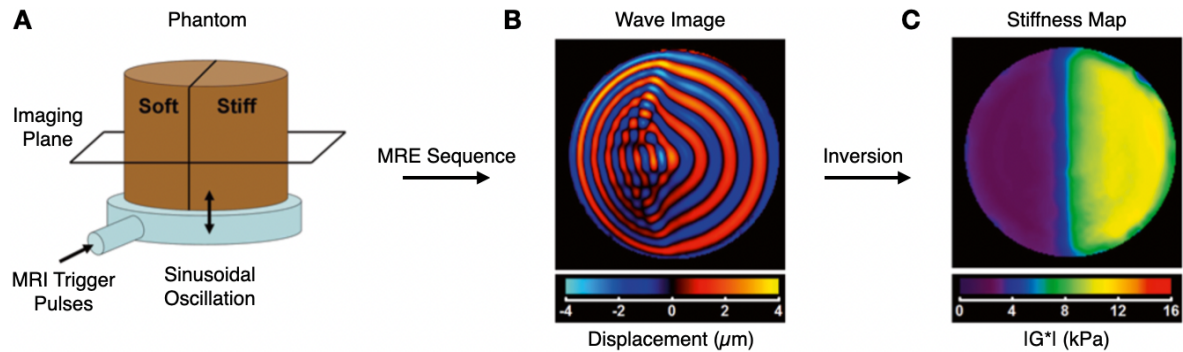 A
Phantom
Soft
Stiff
Imaging
Plane
MRI Trigger
Pulses
Sinusoidal
Oscillation
MRE Sequence
B
Wave Image
-4 -2 0 2 4
Displacement (µm)
Inversion
C
Stiffness Map
0 4 8 12 16
IG*I (kPa)